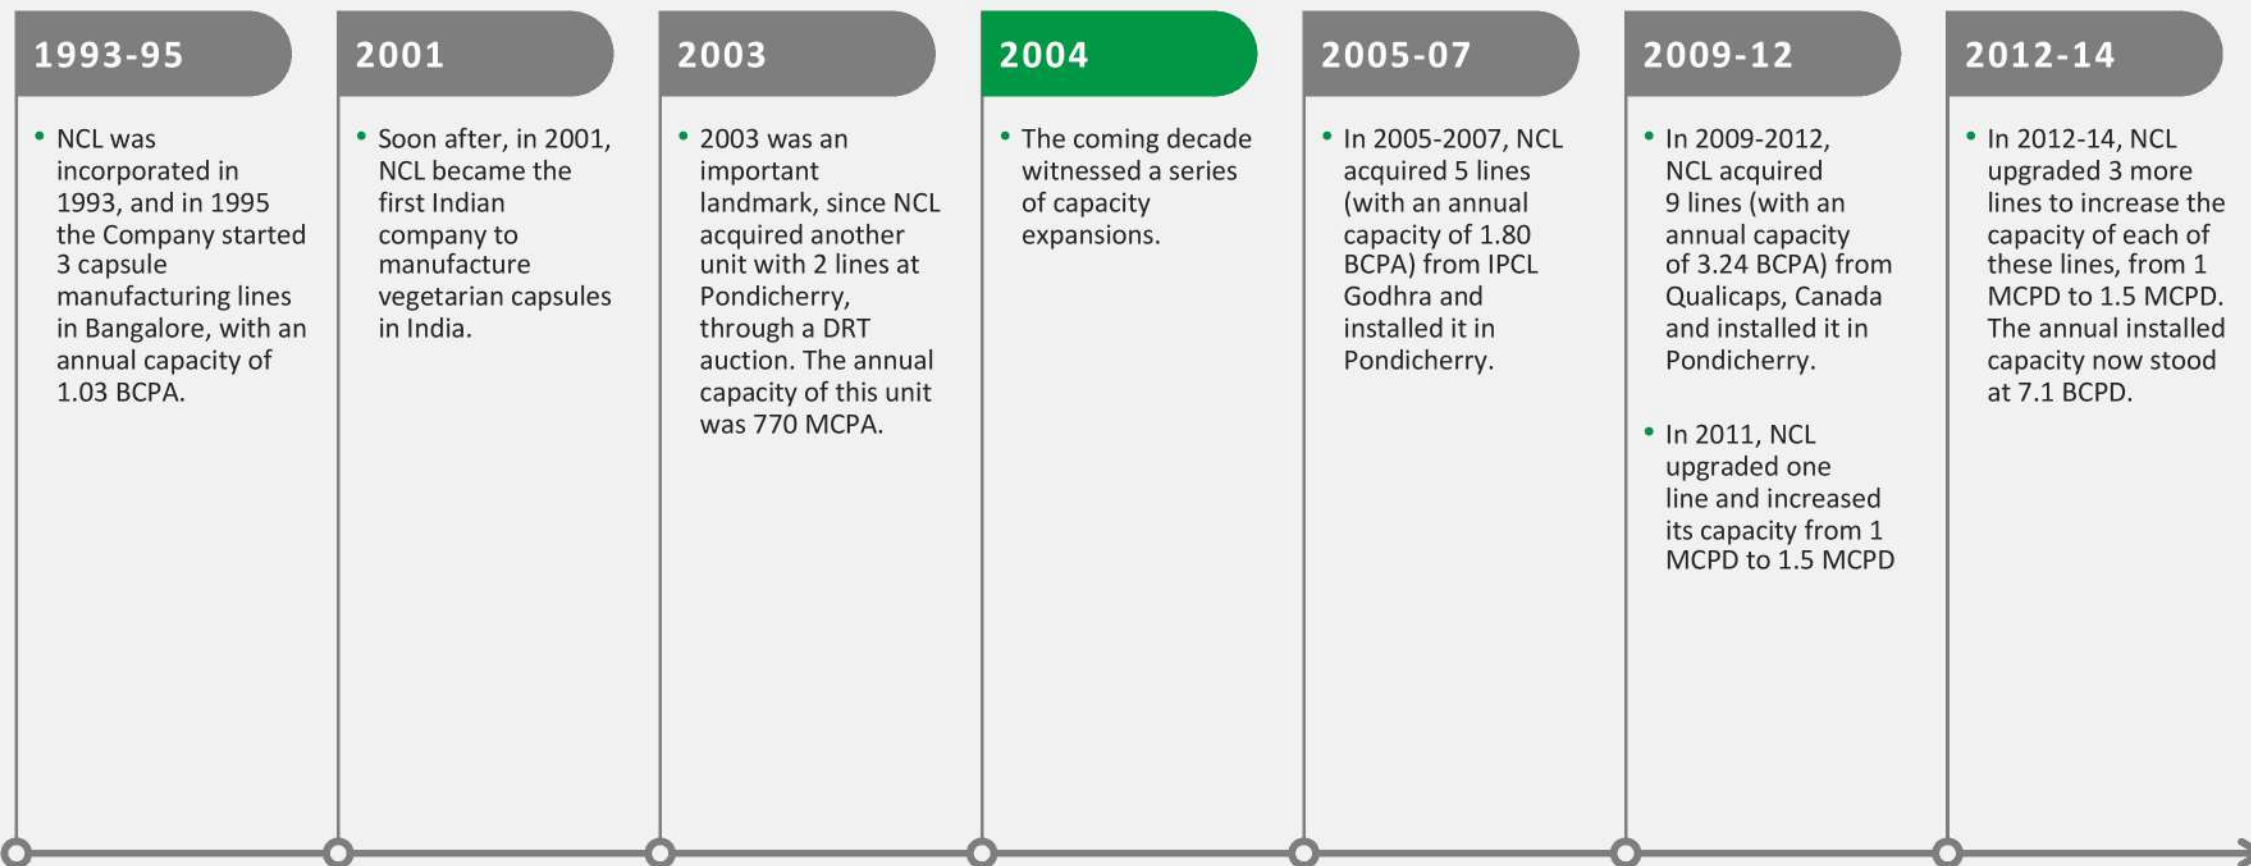 1993-95
• NCL was
incorporated in
1993, and in 1995
the Company started
3 capsule
manufacturing lines
in Bangalore, with an
annual capacity of
1.03 BCPA.
2001
• Soon after, in 2001,
NCL became the
first Indian
company to
manufacture
vegetarian capsules
in India.
2003
• 2003 was an
important
landmark, since NCL
acquired another
unit with 2 lines at
Pondicherry,
through a DRT
auction. The annual
capacity of this unit
was 770 MCPA.
2004
• The coming decade
witnessed a series
of capacity
expansions.
2005-07
• In 2005-2007, NCL
acquired 5 lines
(with an annual
capacity of 1.80
BCPA) from IPCL
Godhra and
installed it in
Pondicherry.
2009-12
• In 2009-2012,
NCL acquired
9 lines (with an
annual capacity
of 3.24 BCPA) from
Qualicaps, Canada
and installed it in
Pondicherry.
• In 2011, NCL
upgraded one
line and increased
its capacity from 1
MCPD to 1.5 MCPD
2012-14
• In 2012-14, NCL
upgraded 3 more
lines to increase the
capacity of each of
these lines, from 1
MCPD to 1.5 MCPD.
The annual installed
capacity now stood
at 7.1 BCPD.